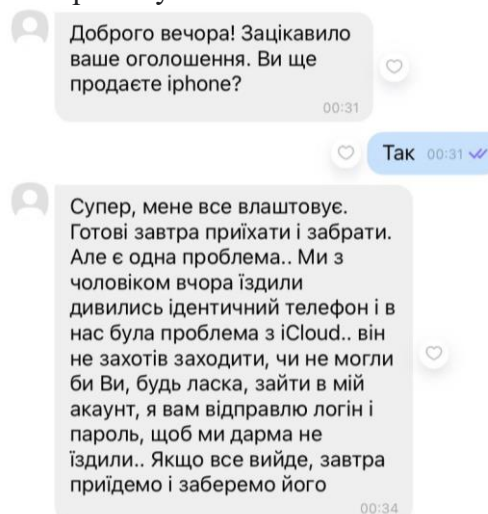 Доброго вечора! Зацікавило
ваше оголошення. Ви ще
продаєте iphone?
00:31
Так 00:31
Супер, мене все влаштовує.
Готові завтра приїхати і забрати.
Але є одна проблема.. Ми з
чоловіком вчора їздили
дивились ідентичний телефон і в
нас була проблема з iCloud.. він
не захотів заходити, чи не могли
би Ви, будь ласка, зайти в мій
акаунт, я вам відправлю логін і
пароль, щоб ми дарма не
їздили.. Якщо все вийде, завтра
приїдемо і заберемо його
00:34